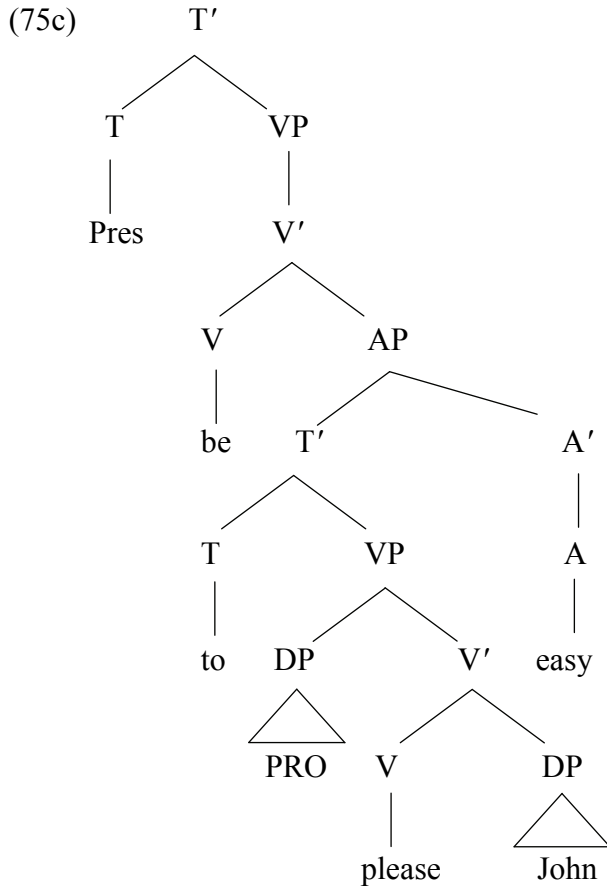 (75c) T′
T VP
Pres V′
V AP
be T′ A′
T VP A
to DP V′ easy
PRO V DP
please John